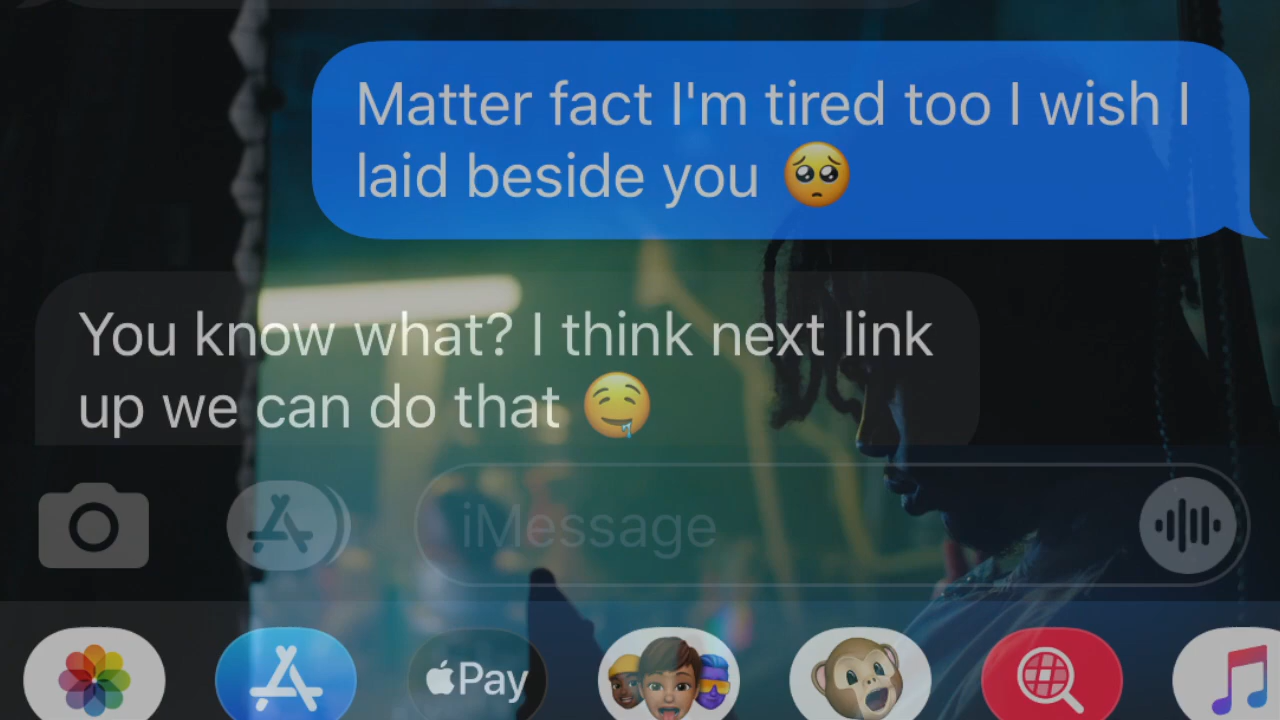 Matter fact I'm tired too I wish I
laid beside you 🥺
You know what? I think next link
up we can do that 🤤
iMessage
Pay